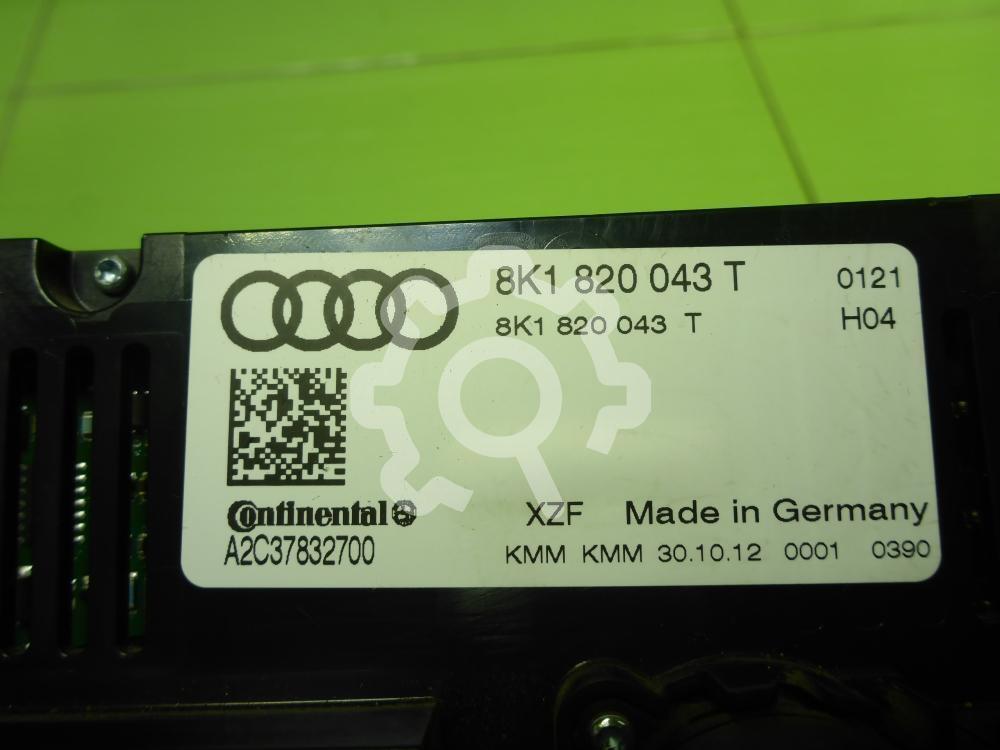 8K1 820 043 T 0121
8K1 820 043 T H04
Continental
A2C37832700
XZF Made in Germany
KMM KMM 30.10.12 0001 0390